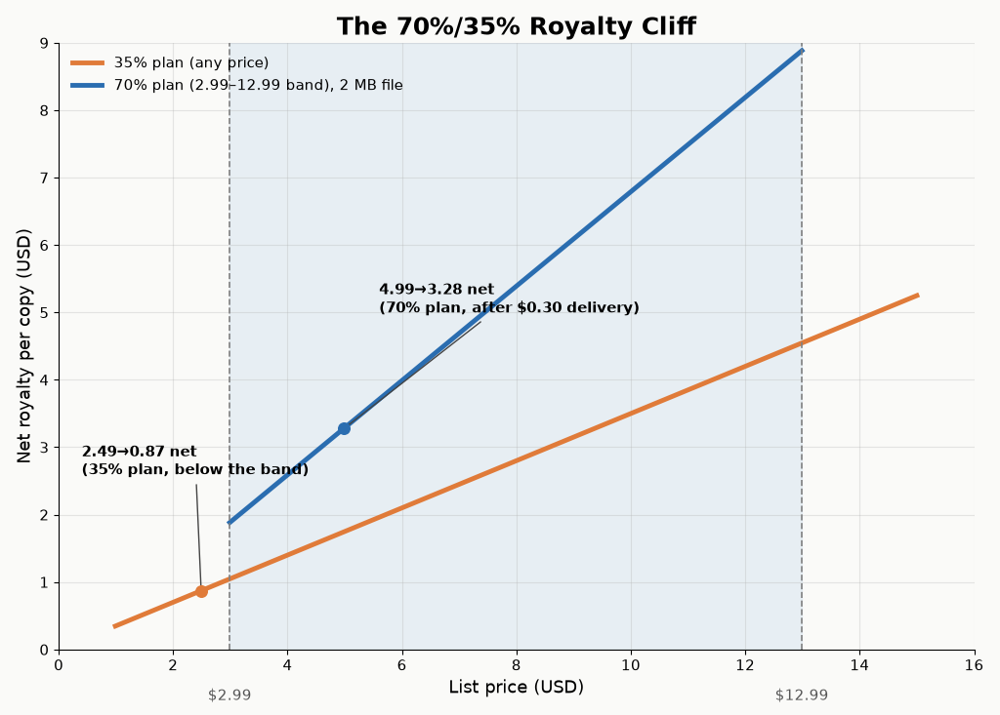 The 70%/35% Royalty Cliff
35% plan (any price)
70% plan (2.99–12.99 band), 2 MB file
4.99→3.28 net
(70% plan, after $0.30 delivery)
2.49→0.87 net
(35% plan, below the band)
Net royalty per copy (USD)
9
8
7
6
5
4
3
2
1
0
0 2 4 6 8 10 12 14 16
List price (USD)
$2.99 $12.99